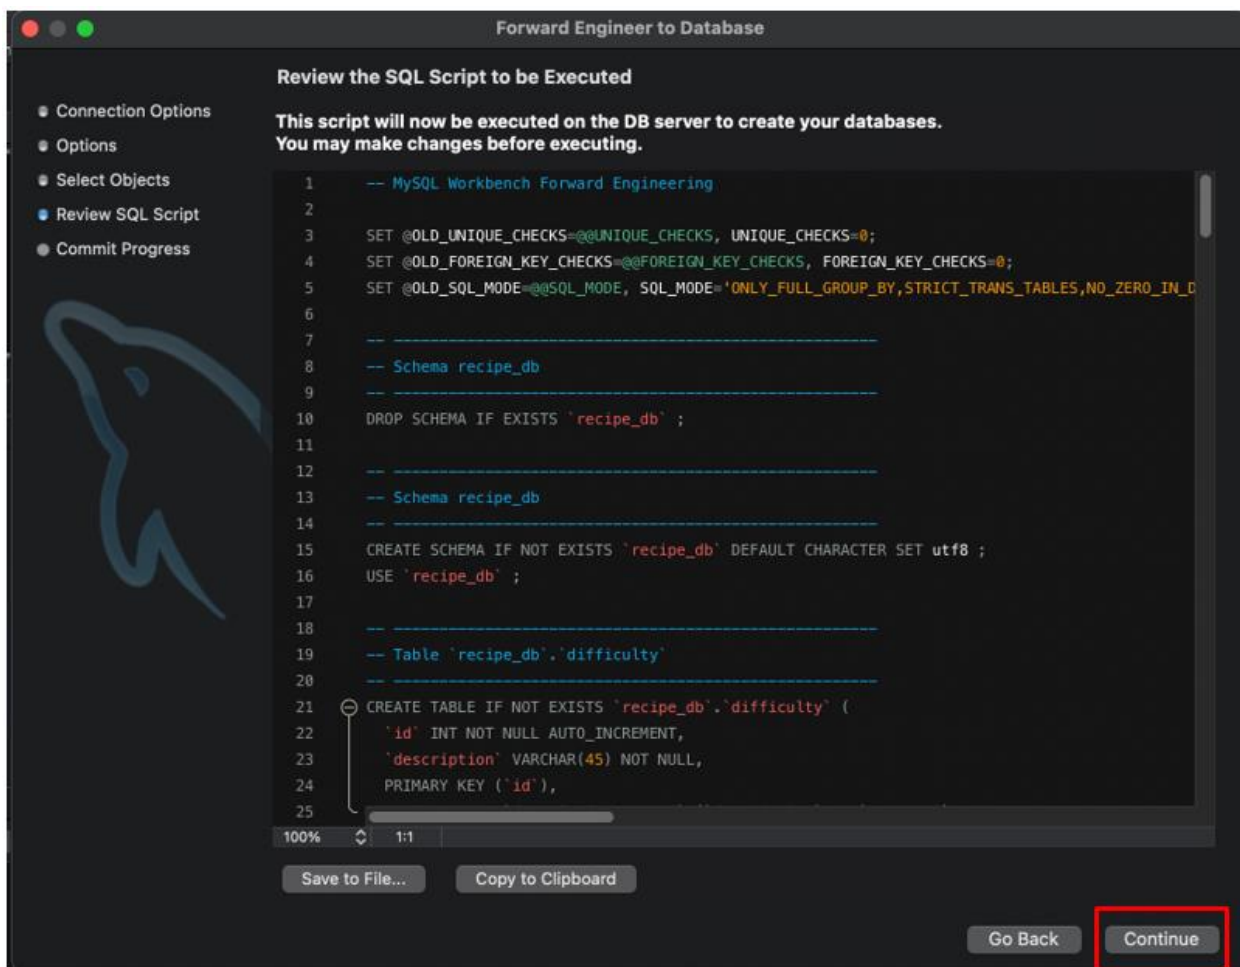 Forward Engineer to Database
Connection Options
Options
Select Objects
Review SQL Script
Commit Progress
Review the SQL Script to be Executed
This script will now be executed on the DB server to create your databases.
You may make changes before executing.
1 -- MySQL Workbench Forward Engineering
2
3 SET @OLD_UNIQUE_CHECKS=@@UNIQUE_CHECKS, UNIQUE_CHECKS=0;
4 SET @OLD_FOREIGN_KEY_CHECKS=@@FOREIGN_KEY_CHECKS, FOREIGN_KEY_CHECKS=0;
5 SET @OLD_SQL_MODE=@@SQL_MODE, SQL_MODE='ONLY_FULL_GROUP_BY,STRICT_TRANS_TABLES,NO_ZERO_IN_D
6
7 -- -----------------------------------------------------
8 -- Schema recipe_db
9 -- -----------------------------------------------------
10 DROP SCHEMA IF EXISTS `recipe_db` ;
11
12 -- -----------------------------------------------------
13 -- Schema recipe_db
14 -- -----------------------------------------------------
15 CREATE SCHEMA IF NOT EXISTS `recipe_db` DEFAULT CHARACTER SET utf8 ;
16 USE `recipe_db` ;
17
18 -- -----------------------------------------------------
19 -- Table `recipe_db`.`difficulty`
20 -- -----------------------------------------------------
21 CREATE TABLE IF NOT EXISTS `recipe_db`.`difficulty` (
22 `id` INT NOT NULL AUTO_INCREMENT,
23 `description` VARCHAR(45) NOT NULL,
24 PRIMARY KEY (`id`),
25
100% 1:1
Save to File... Copy to Clipboard
Go Back Continue